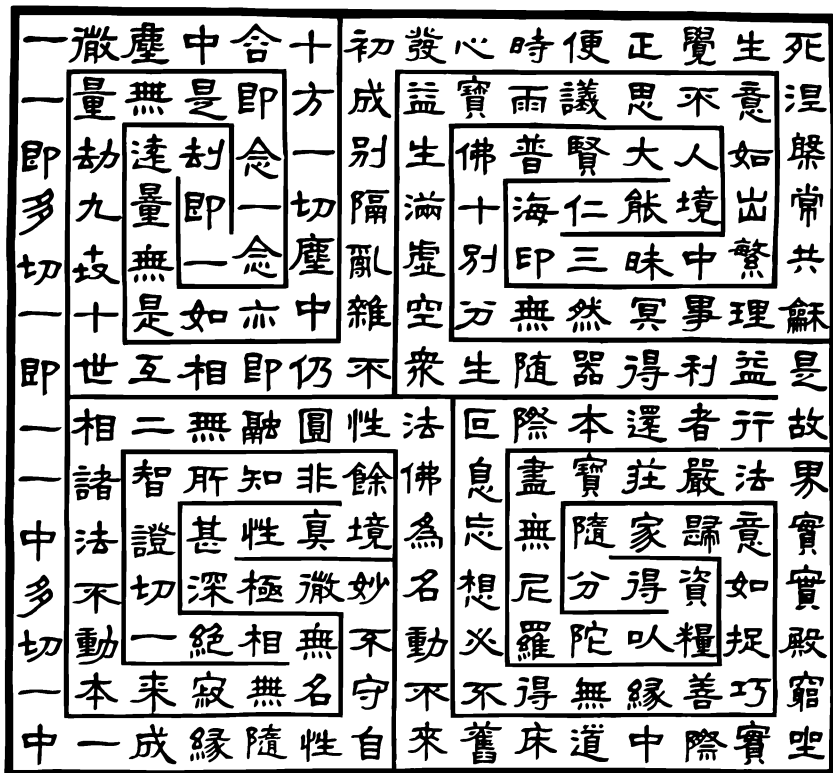 一微塵中含十初發心時便正覺生死
一量無是即方成益寶雨議思不意涅
即劫遠劫念一別生佛普賢大人如槃
多九量即一切隔滿十海仁能境出常
切世無一念塵亂虛別印三昧中繁共
一十是如亦中雜空分無然冥事理龢
即世互相即仍不衆生随器得利益是
一相二無融圓性法叵際本還者行故
一諸智所知非餘佛息盡寶莊嚴法界
中法證甚性真境為忘無隨家歸意實
多不切深極微妙名想尼分得資如寶
切動一絕相無不動必羅陀以糧捉殿
一本来寂無名守不不得無緣善巧窮
中一成緣隨性自來舊床道中際實坐